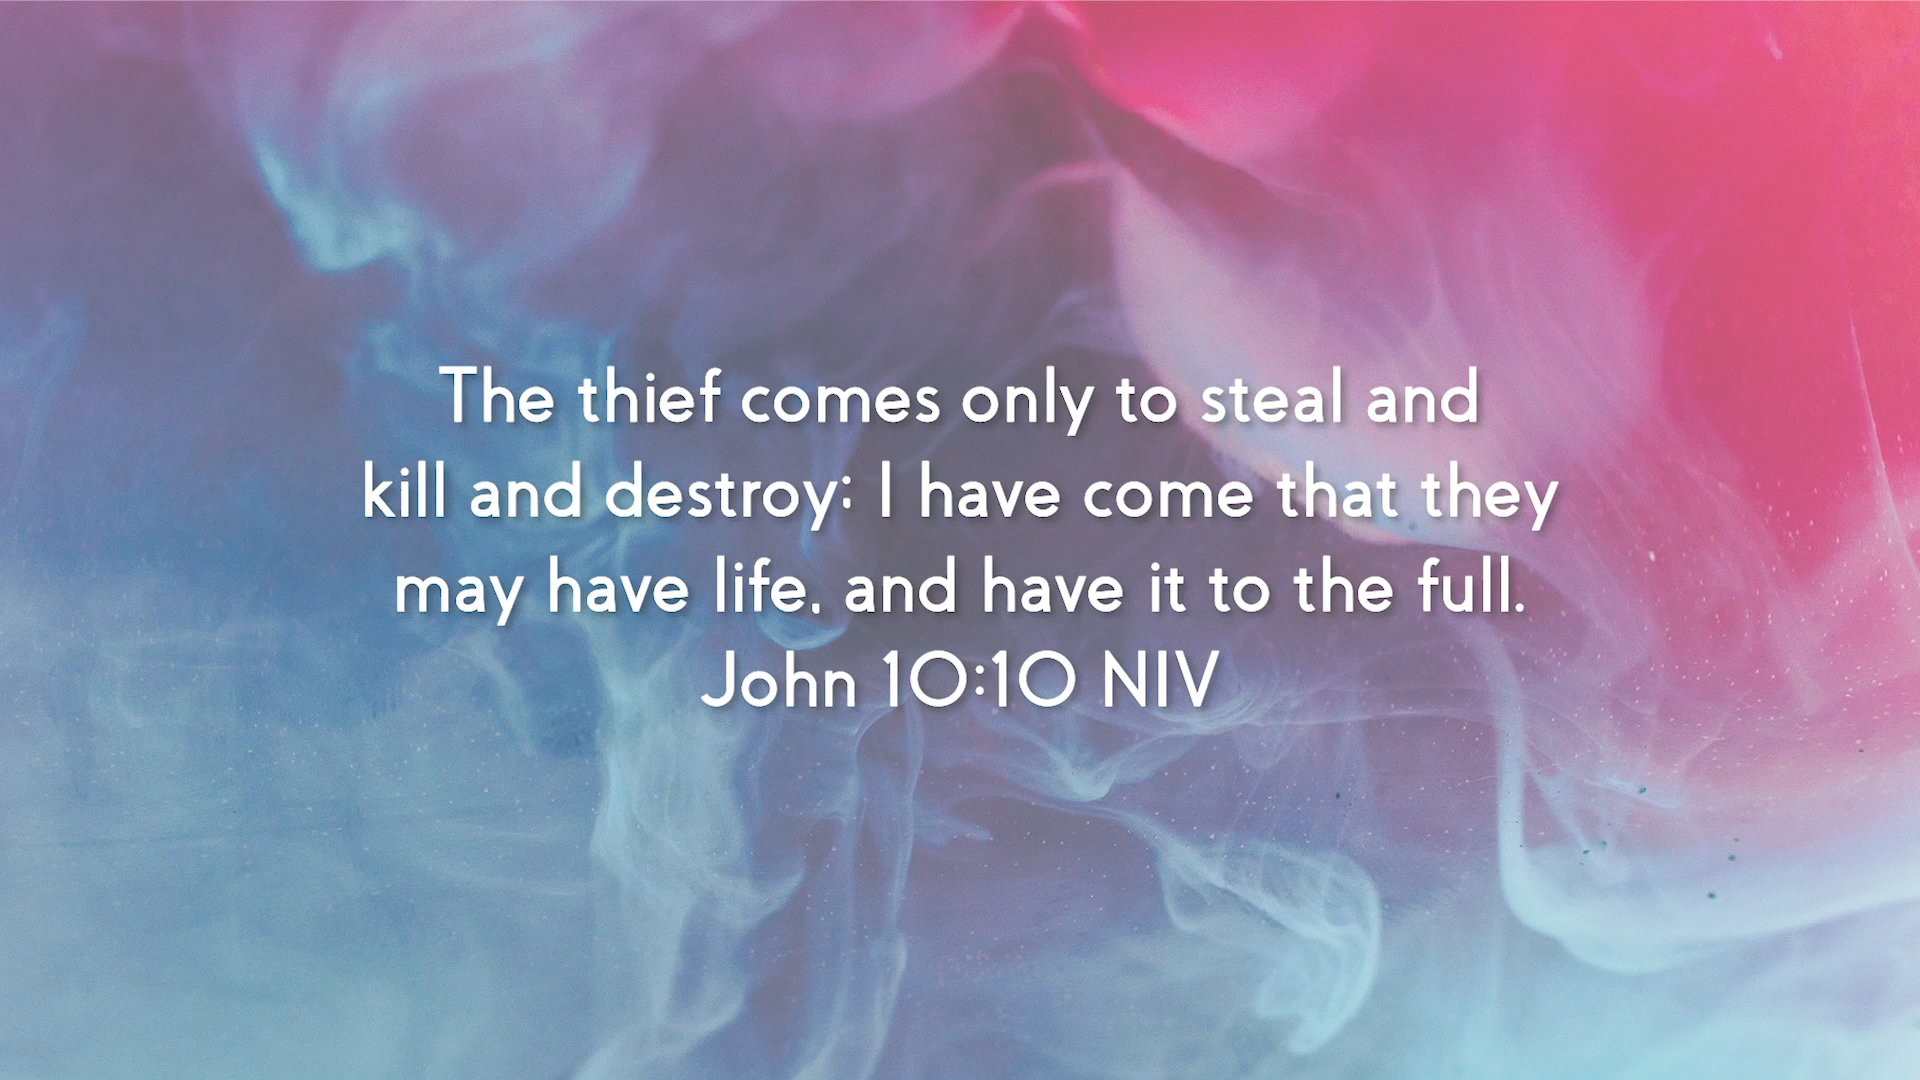 The thief comes only to steal and
kill and destroy; I have come that they
may have life, and have it to the full.
John 10:10 NIV